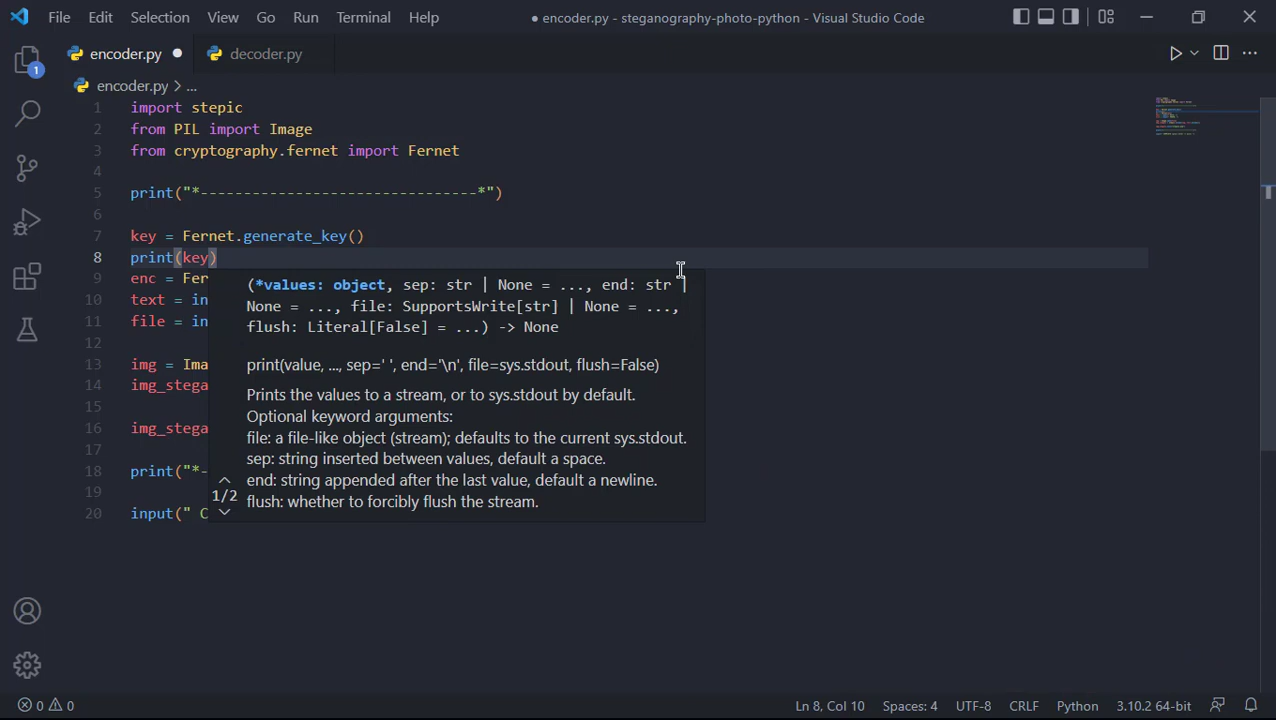 File Edit Selection View Go Run Terminal Help ● encoder.py - steganography-photo-python - Visual Studio Code
encoder.py ● decoder.py
1
encoder.py > ...
1 import stepic
2 from PIL import Image
3 from cryptography.fernet import Fernet
4
5 print("*--------------------------------*")
6
7 key = Fernet.generate_key()
8 print(key)
9 enc = Fer
10 text = in
11 file = in
12
13 img = Ima
14 img_stega
15
16 img_stega
17
18 print("*-
19
20 input(" C
(*values: object, sep: str | None = ..., end: str |
None = ..., file: SupportsWrite[str] | None = ...,
flush: Literal[False] = ...) -> None
print(value, ..., sep=' ', end='\n', file=sys.stdout, flush=False)
Prints the values to a stream, or to sys.stdout by default.
Optional keyword arguments:
file: a file-like object (stream); defaults to the current sys.stdout.
sep: string inserted between values, default a space.
end: string appended after the last value, default a newline.
1/2
flush: whether to forcibly flush the stream.
0 0 Ln 8, Col 10 Spaces: 4 UTF-8 CRLF Python 3.10.2 64-bit